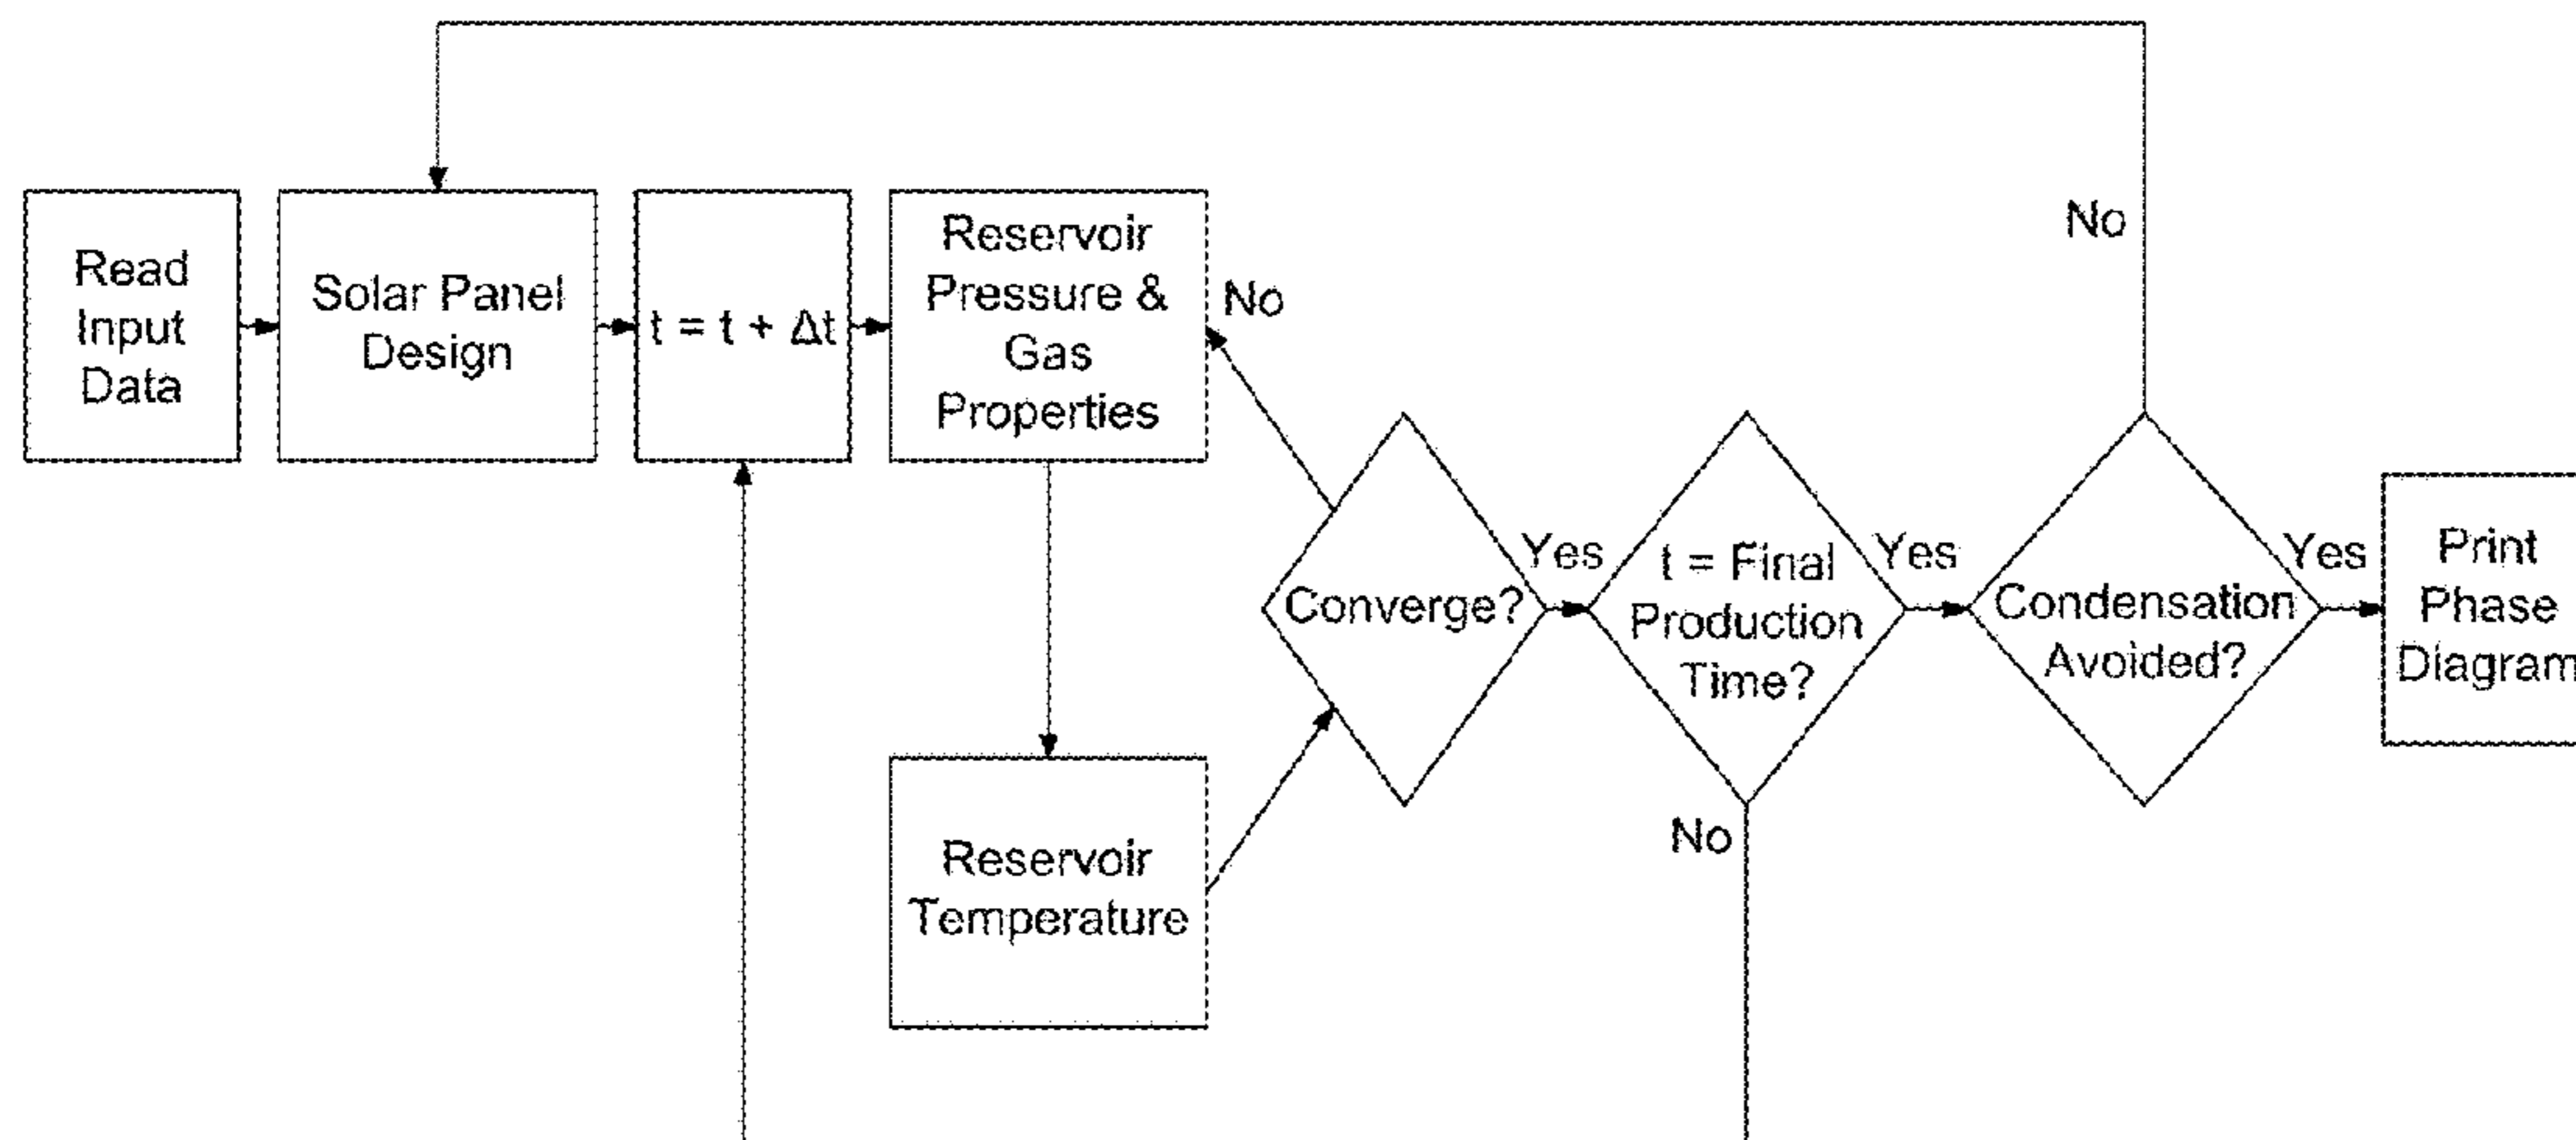 Read
Input
Data
Solar Panel
Design
t = t + Δt
Reservoir
Pressure &
Gas
Properties
No
Reservoir
Temperature
Converge?
Yes
t = Final
Production
Time?
No
Yes
Condensation
Avoided?
No
Yes
Print
Phase
Diagram